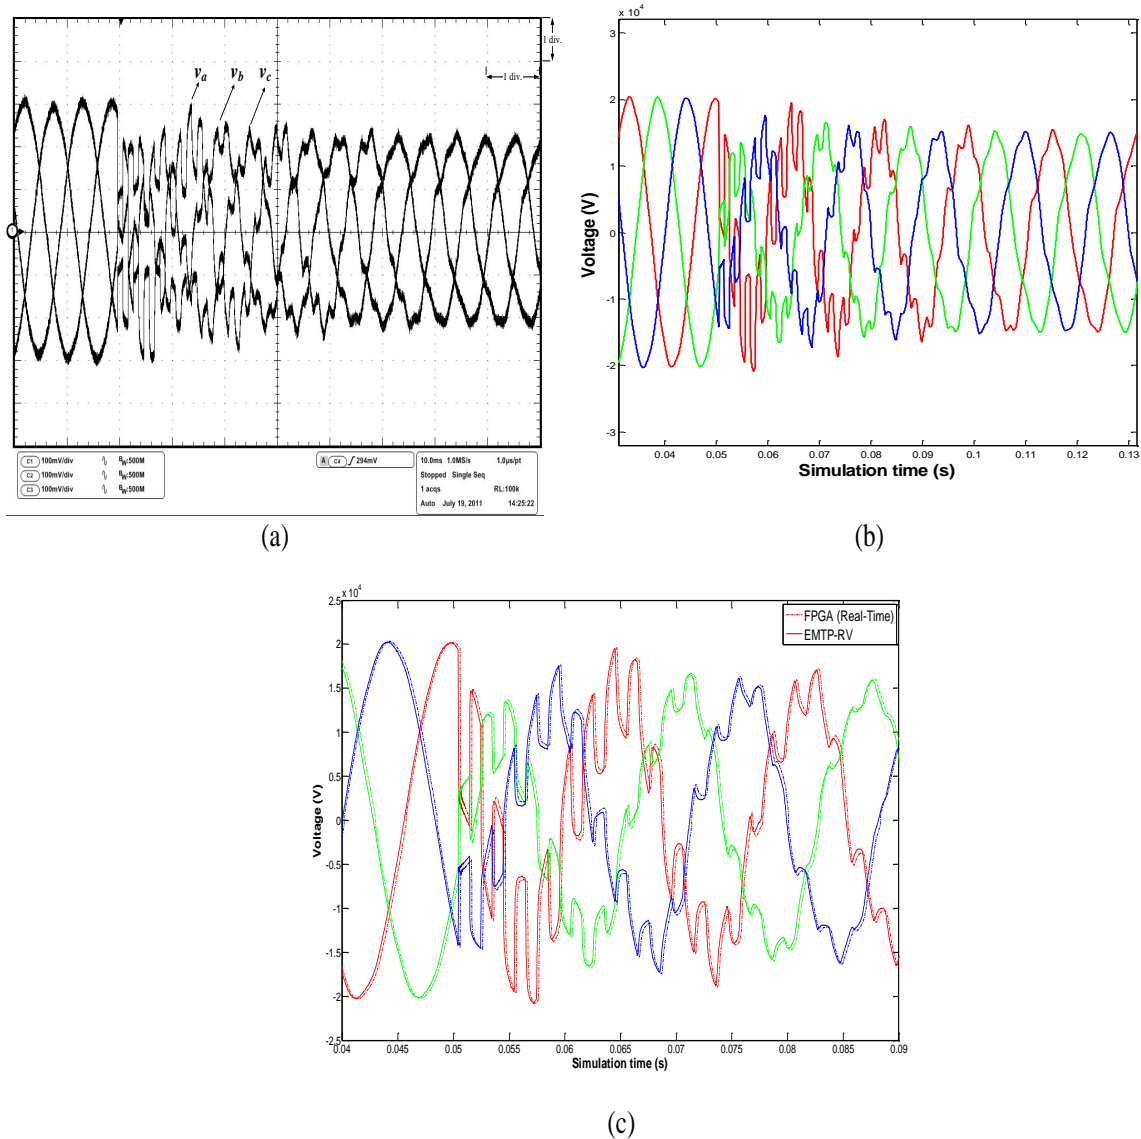 1 div.
1 div.
va
vb
vc
1
C1 100mV/div BW:500M
C2 100mV/div BW:500M
C3 100mV/div BW:500M
A C4 294mV
10.0ms 1.0MS/s 1.0µs/pt
Stopped Single Seq
1 acqs RL:100k
Auto July 19, 2011 14:25:22
(a)
x 10^4
3
2
1
0
-1
-2
-3
Voltage (V)
0.04 0.05 0.06 0.07 0.08 0.09 0.1 0.11 0.12 0.13
Simulation time (s)
(b)
x 10^4
2.5
2
1.5
1
0.5
0
-0.5
-1
-1.5
-2
-2.5
Voltage (V)
FPGA (Real-Time)
EMTP-RV
0.04 0.045 0.05 0.055 0.06 0.065 0.07 0.075 0.08 0.085 0.09
Simulation time (s)
(c)